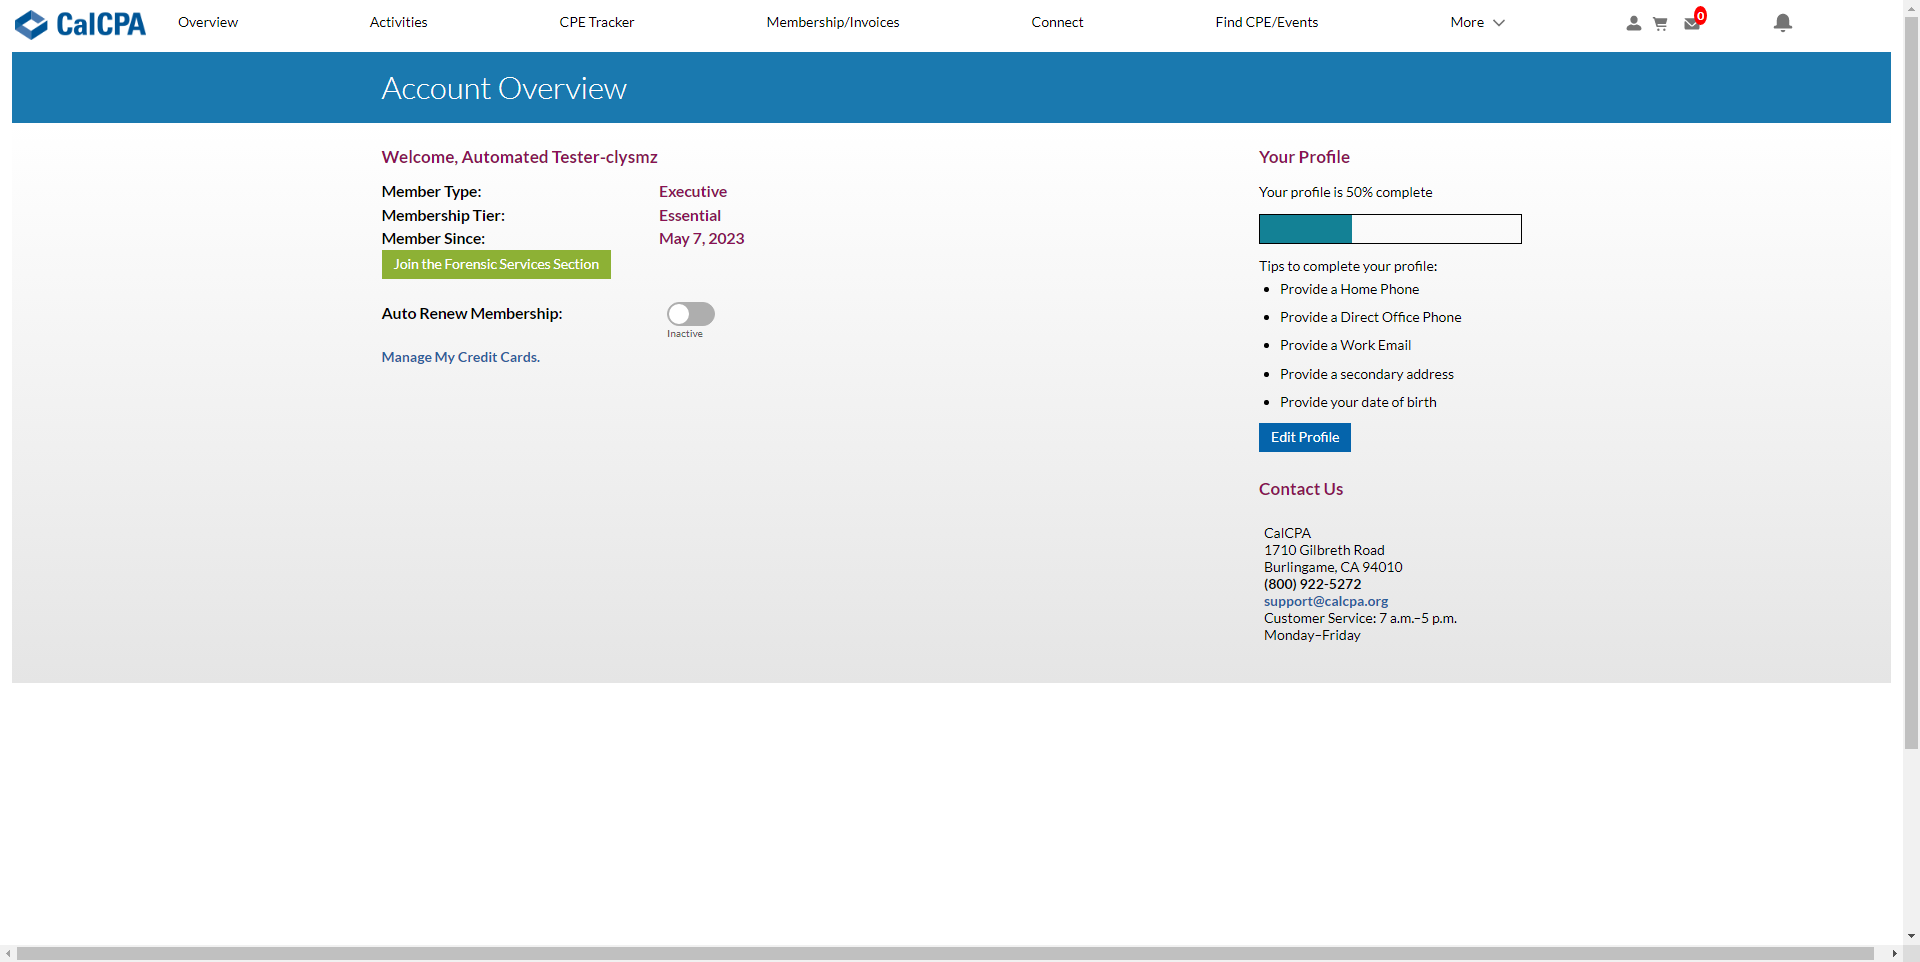 CalCPA
Overview
Activities
CPE Tracker
Membership/Invoices
Connect
Find CPE/Events
More
0
Account Overview
Welcome, Automated Tester-clysmz
Member Type: Executive
Membership Tier: Essential
Member Since: May 7, 2023
Join the Forensic Services Section
Auto Renew Membership:
Inactive
Manage My Credit Cards.
Your Profile
Your profile is 50% complete
Tips to complete your profile:
Provide a Home Phone
Provide a Direct Office Phone
Provide a Work Email
Provide a secondary address
Provide your date of birth
Edit Profile
Contact Us
CalCPA
1710 Gilbreth Road
Burlingame, CA 94010
(800) 922-5272
support@calcpa.org
Customer Service: 7 a.m.–5 p.m.
Monday–Friday